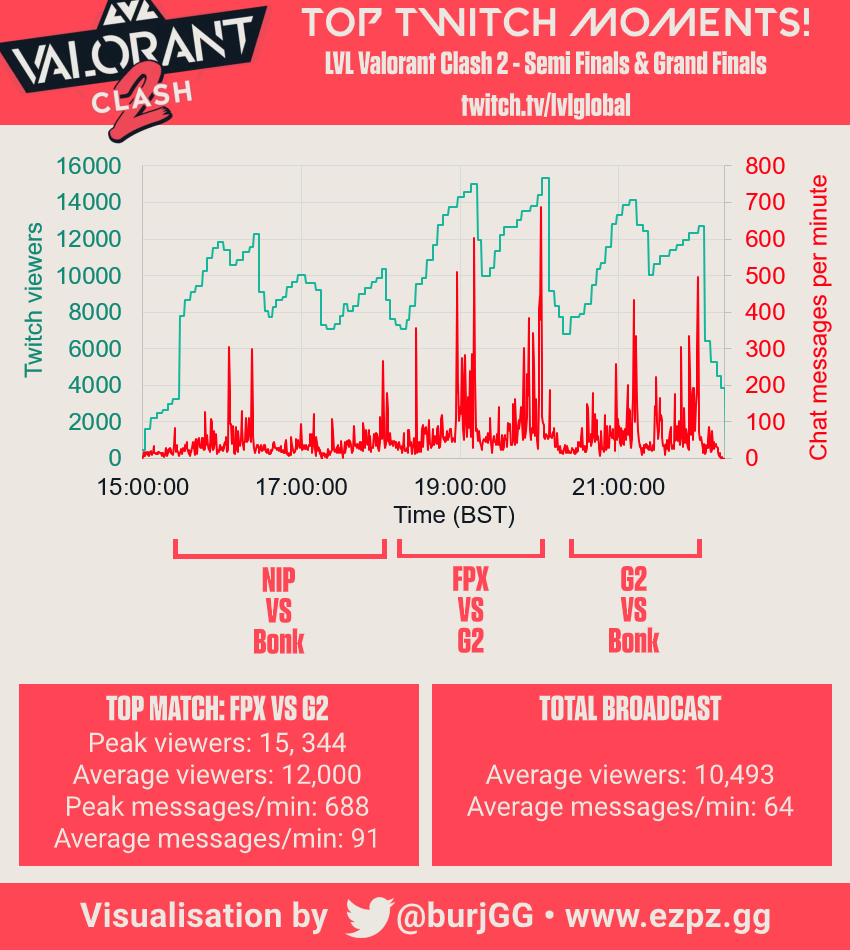 LVL
VALORANT
CLASH
2
TOP TWITCH MOMENTS!
LVL Valorant Clash 2 - Semi Finals & Grand Finals
twitch.tv/lvlglobal
Twitch viewers
16000
14000
12000
10000
8000
6000
4000
2000
0
800
700
600
500
400
300
200
100
0
Chat messages per minute
15:00:00 17:00:00 19:00:00 21:00:00
Time (BST)
NIP
VS
Bonk
FPX
VS
G2
G2
VS
Bonk
TOP MATCH: FPX VS G2
Peak viewers: 15, 344
Average viewers: 12,000
Peak messages/min: 688
Average messages/min: 91
TOTAL BROADCAST
Average viewers: 10,493
Average messages/min: 64
Visualisation by @burjGG • www.ezpz.gg